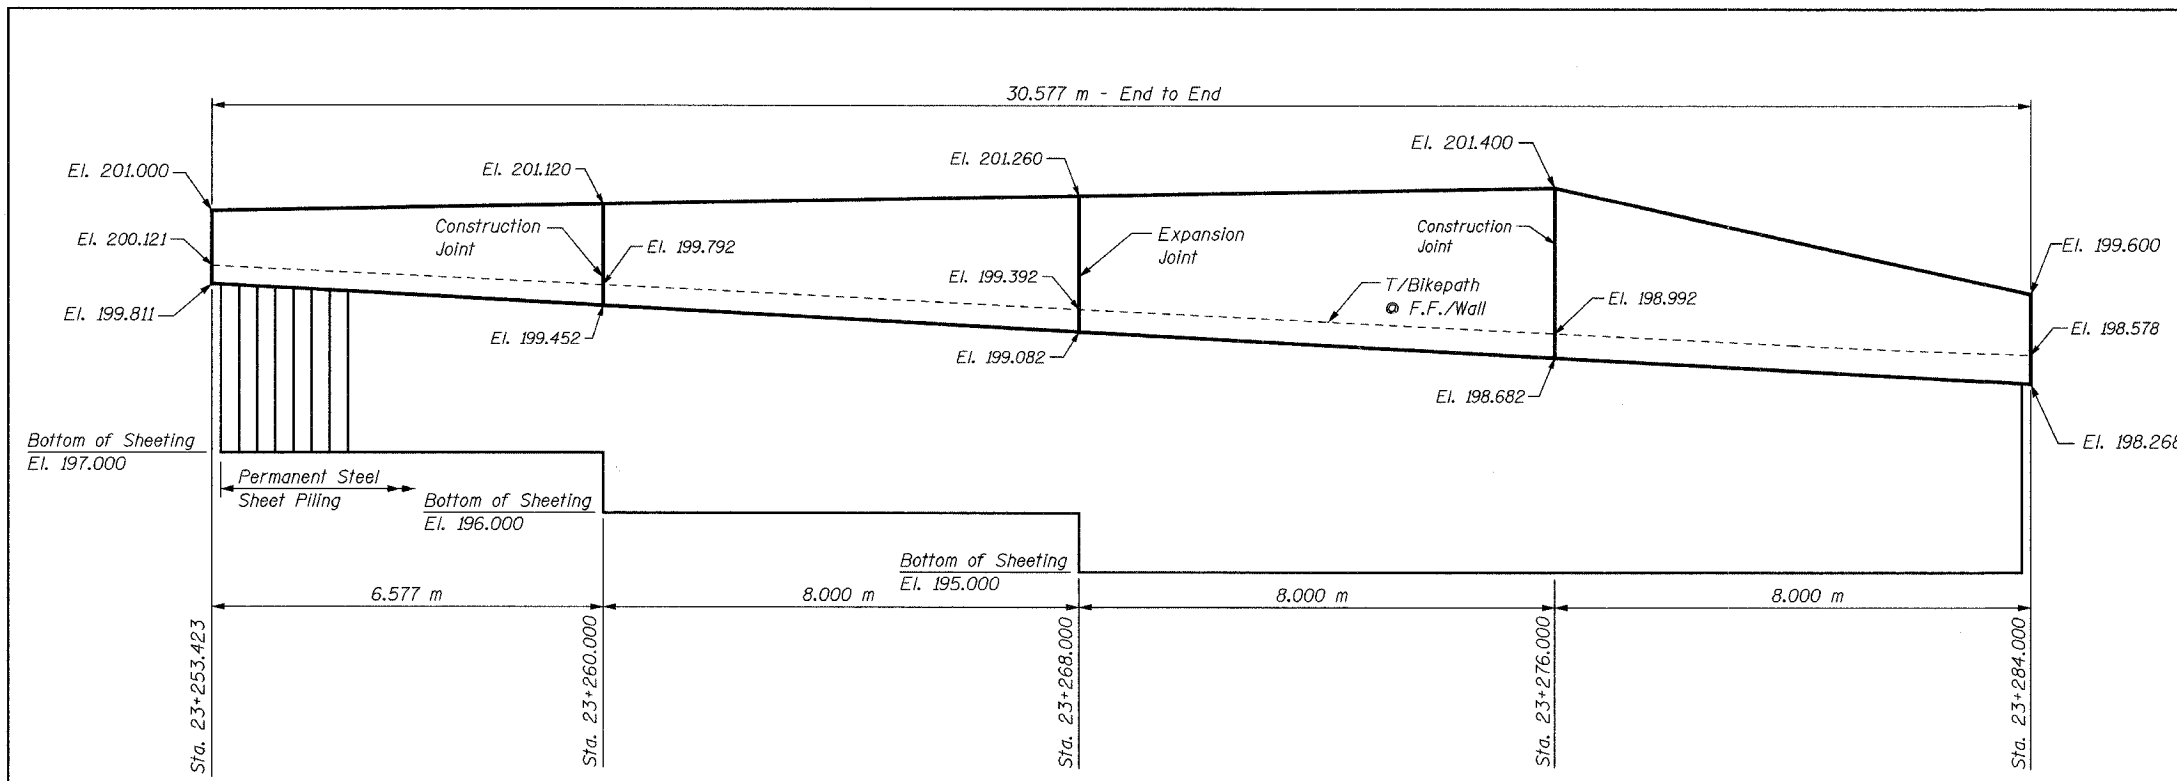 30.577 m - End to End
El. 201.000
El. 201.120
El. 201.260
El. 201.400
El. 200.121
Construction
Joint
El. 199.792
El. 199.392
Expansion
Joint
Construction
Joint
El. 199.600
T/Bikepath
@ F.F./Wall
El. 198.992
El. 198.578
El. 199.811
El. 199.452
El. 199.082
El. 198.682
El. 198.268
Bottom of Sheeting
El. 197.000
Permanent Steel
Sheet Piling
Bottom of Sheeting
El. 196.000
Bottom of Sheeting
El. 195.000
6.577 m
8.000 m
8.000 m
8.000 m
Sta. 23+253.423
Sta. 23+260.000
Sta. 23+268.000
Sta. 23+276.000
Sta. 23+284.000